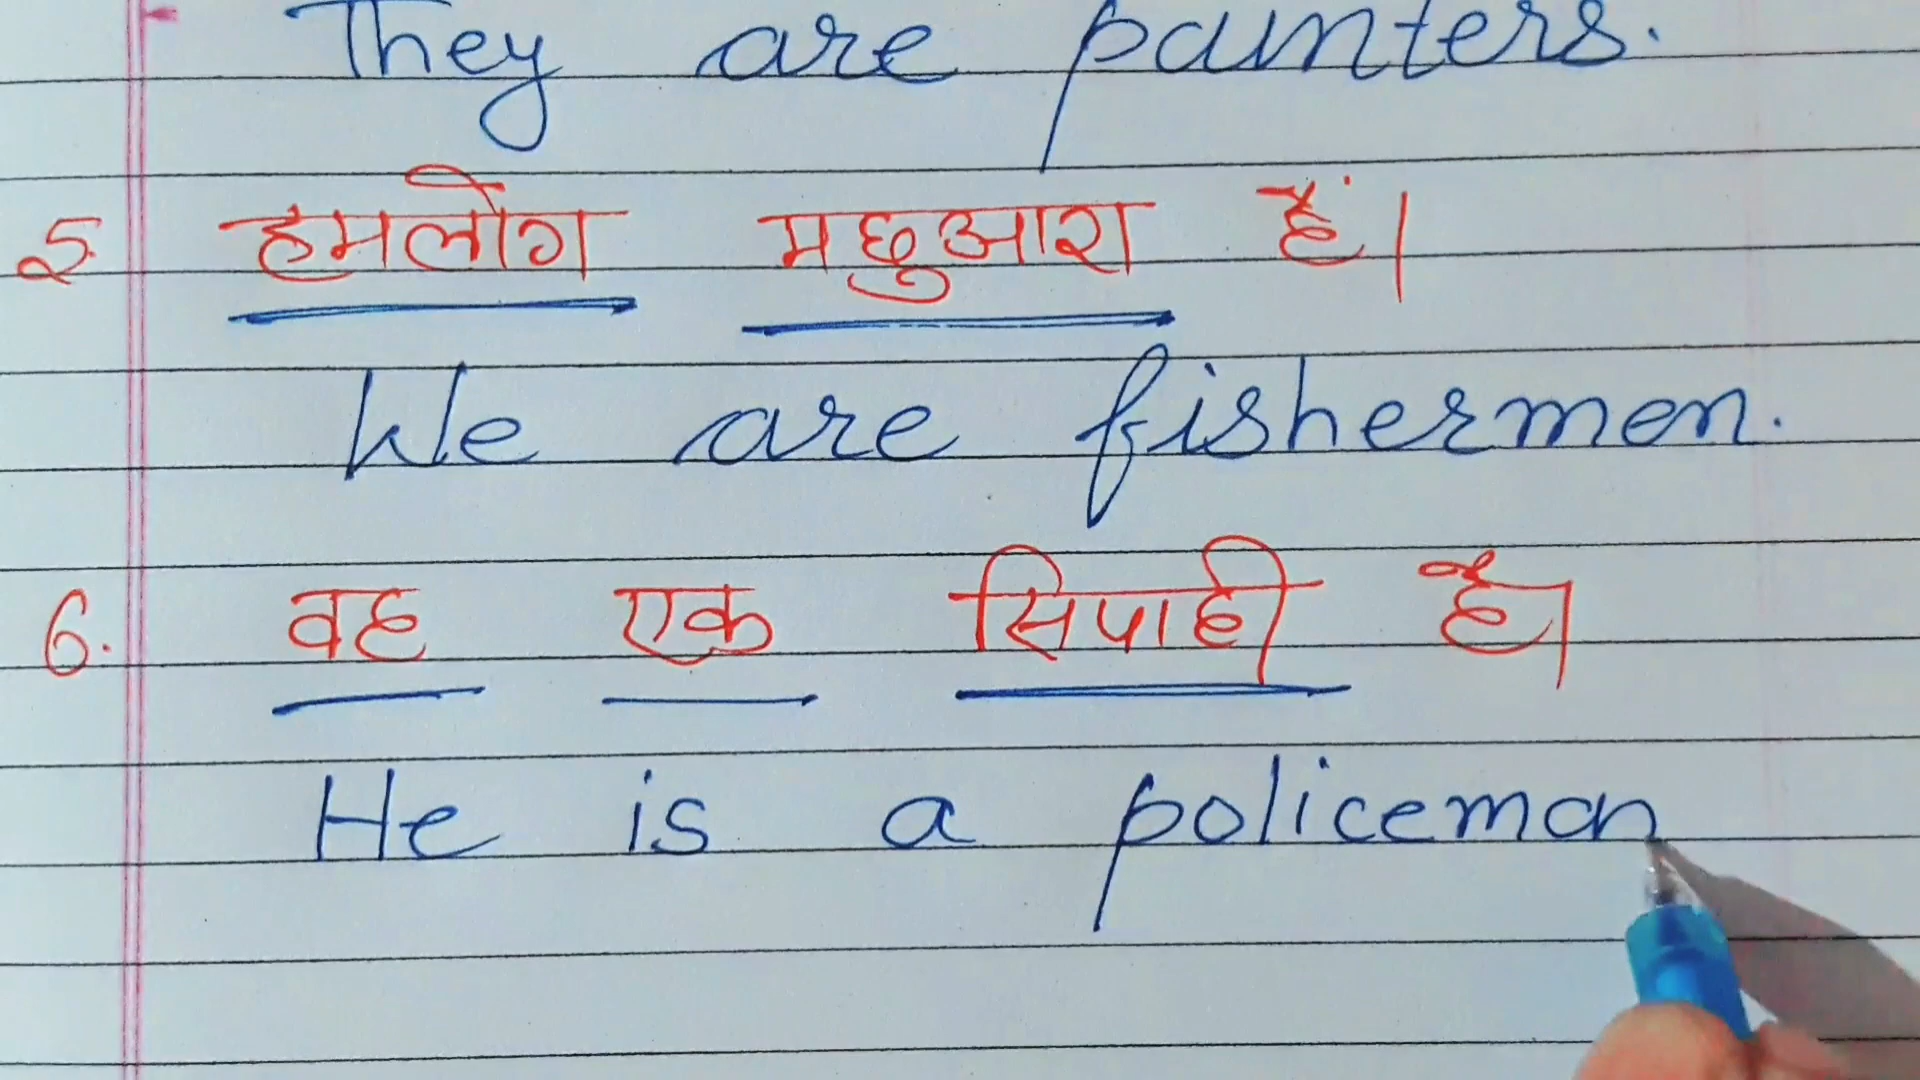 They are painters.
5. हमलोग मछुआरा हैं।
We are fishermen.
6. वह एक सिपाही है।
He is a policeman